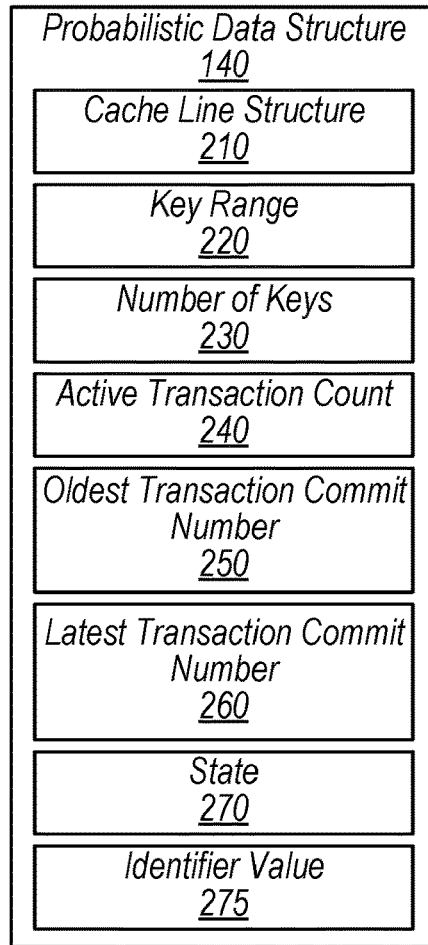 Probabilistic Data Structure
140
Cache Line Structure
210
Key Range
220
Number of Keys
230
Active Transaction Count
240
Oldest Transaction Commit
Number
250
Latest Transaction Commit
Number
260
State
270
Identifier Value
275